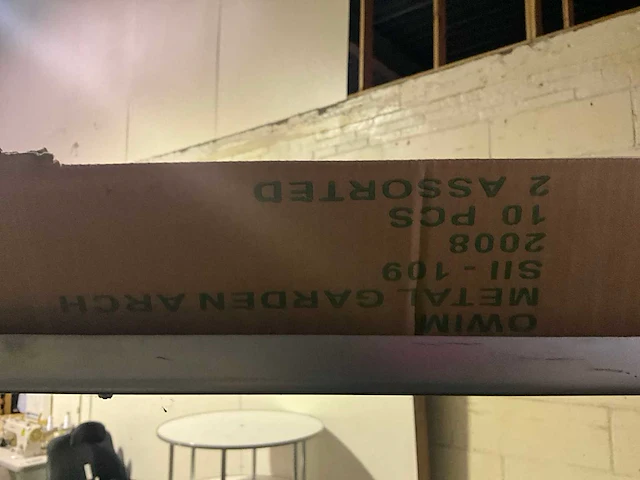 OWIM
METAL GARDEN ARCH
SII - 109
2008
10 PCS
2 ASSORTED